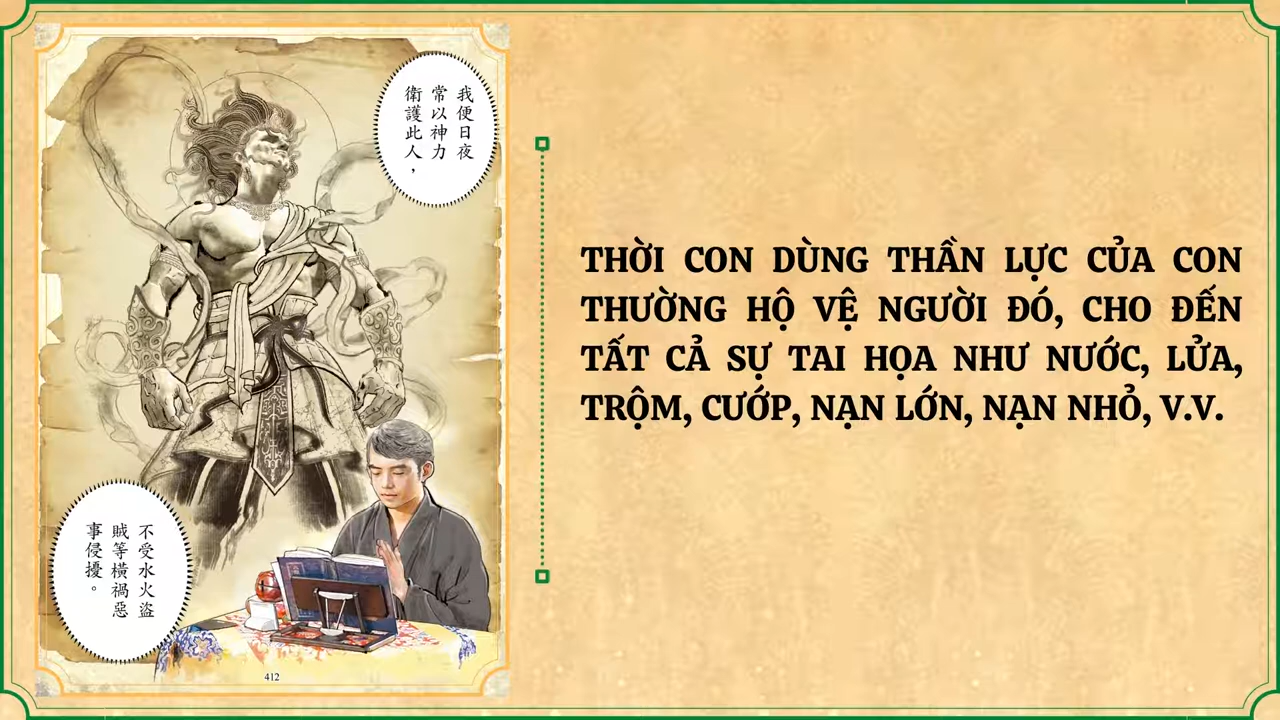 我便日夜
常以神力
衛護此人，
不受水火盜
賊等橫禍惡
事侵擾。
412
THỜI CON DÙNG THẦN LỰC CỦA CON
THƯỜNG HỘ VỆ NGƯỜI ĐÓ, CHO ĐẾN
TẤT CẢ SỰ TAI HỌA NHƯ NƯỚC, LỬA,
TRỘM, CƯỚP, NẠN LỚN, NẠN NHỎ, V.V.